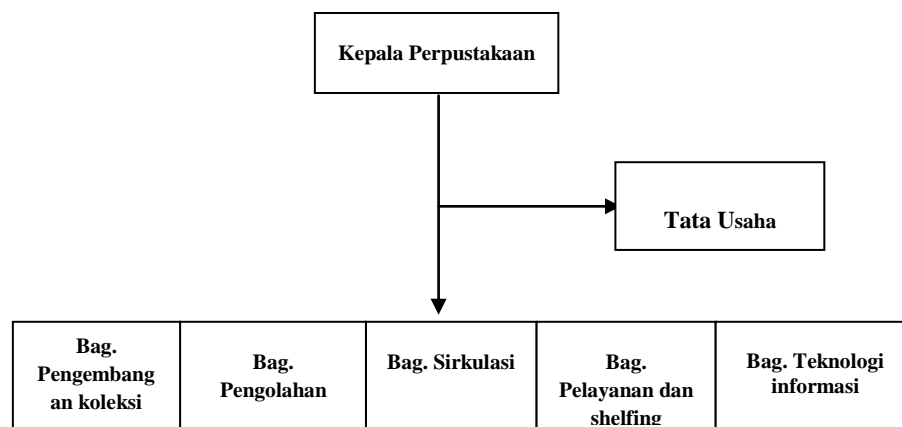 Kepala Perpustakaan
Tata Usaha
Bag.
Pengembang
an koleksi
Bag.
Pengolahan
Bag. Sirkulasi
Bag.
Pelayanan dan
shelfing
Bag. Teknologi
informasi